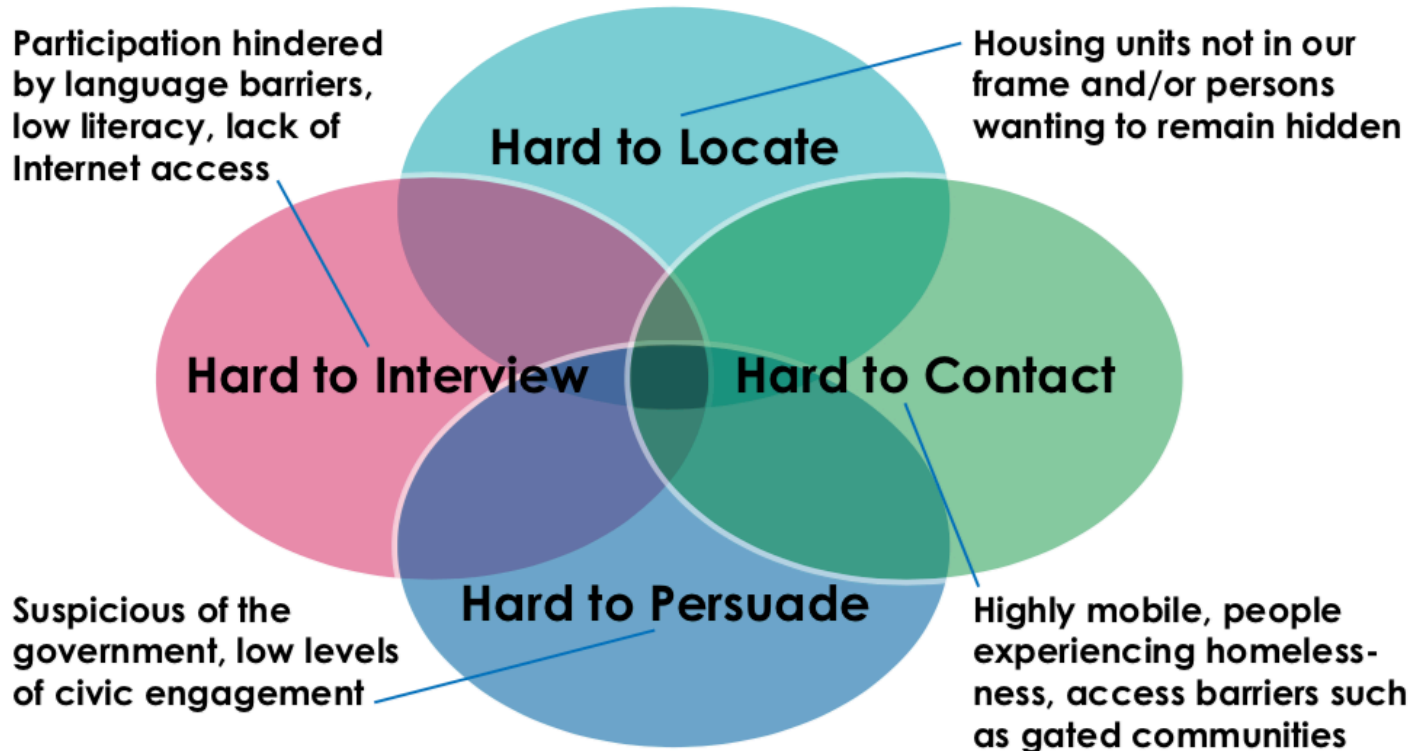 Participation hindered
by language barriers,
low literacy, lack of
Internet access
Housing units not in our
frame and/or persons
wanting to remain hidden
Hard to Locate
Hard to Interview
Hard to Contact
Hard to Persuade
Suspicious of the
government, low levels
of civic engagement
Highly mobile, people
experiencing homeless-
ness, access barriers such
as gated communities